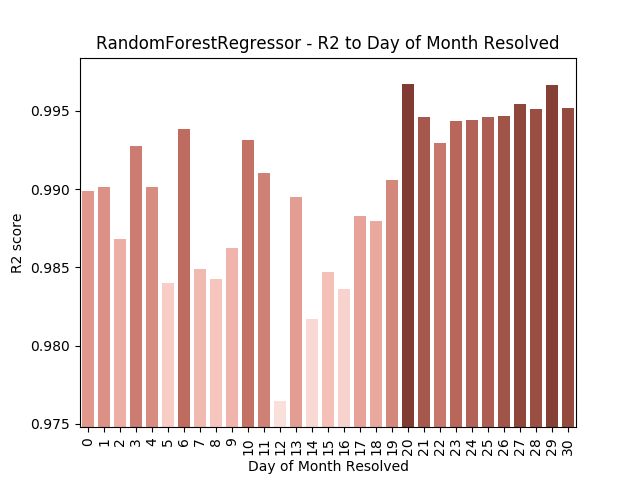 RandomForestRegressor - R2 to Day of Month Resolved
0.995
0.990
0.985
0.980
0.975
R2 score
0 1 2 3 4 5 6 7 8 9 10 11 12 13 14 15 16 17 18 19 20 21 22 23 24 25 26 27 28 29 30
Day of Month Resolved